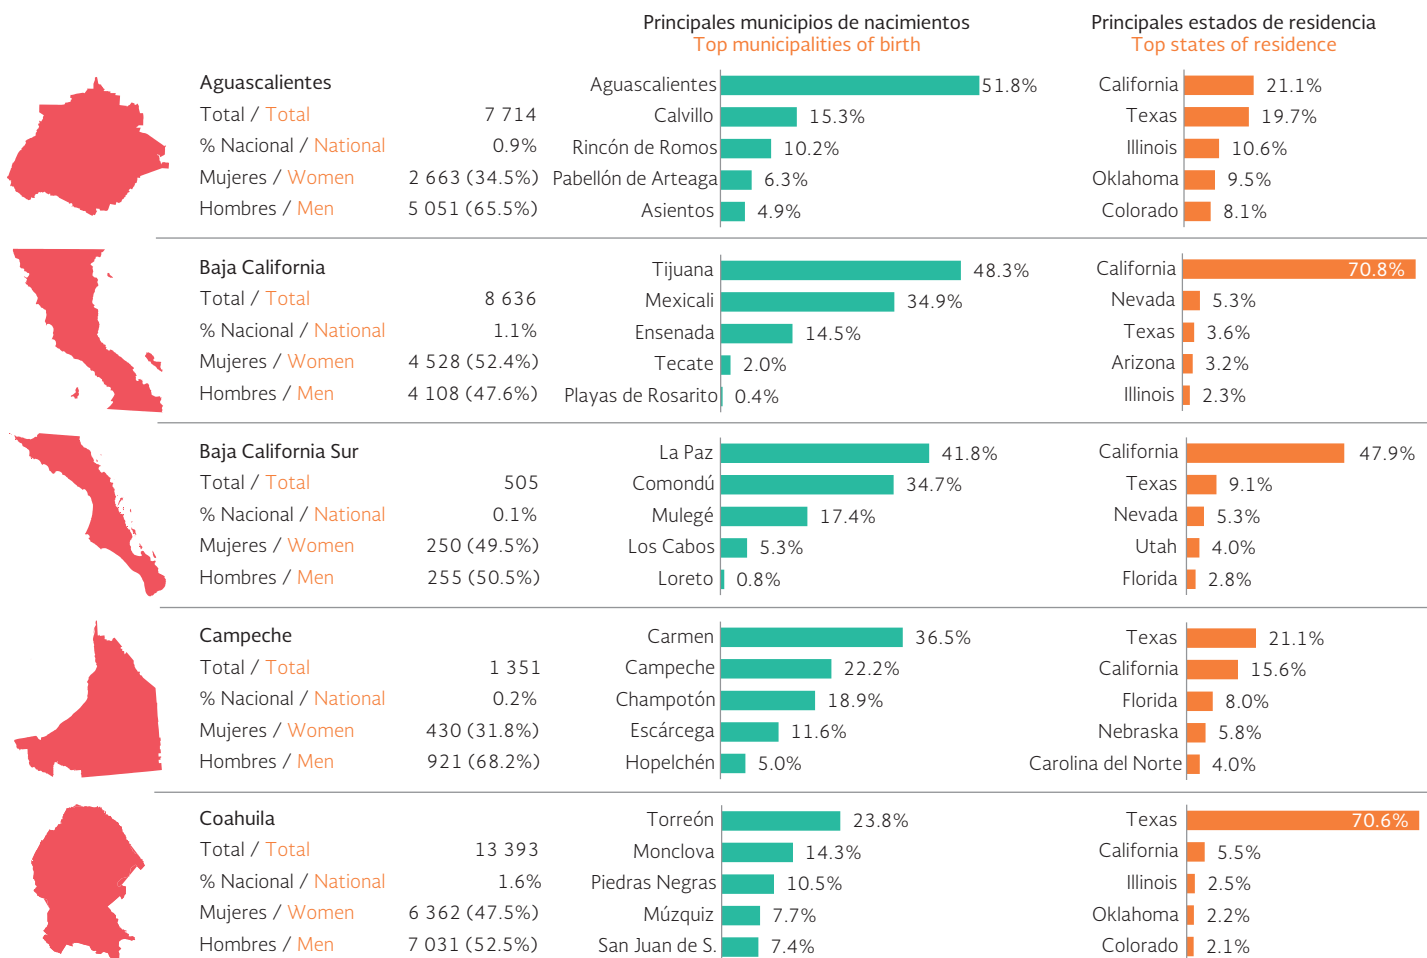 Principales municipios de nacimientos
Top municipalities of birth
Principales estados de residencia
Top states of residence
Aguascalientes
Total / Total 7 714
% Nacional / National 0.9%
Mujeres / Women 2 663 (34.5%)
Hombres / Men 5 051 (65.5%)
Aguascalientes 51.8%
Calvillo 15.3%
Rincón de Romos 10.2%
Pabellón de Arteaga 6.3%
Asientos 4.9%
California 21.1%
Texas 19.7%
Illinois 10.6%
Oklahoma 9.5%
Colorado 8.1%
Baja California
Total / Total 8 636
% Nacional / National 1.1%
Mujeres / Women 4 528 (52.4%)
Hombres / Men 4 108 (47.6%)
Tijuana 48.3%
Mexicali 34.9%
Ensenada 14.5%
Tecate 2.0%
Playas de Rosarito 0.4%
California 70.8%
Nevada 5.3%
Texas 3.6%
Arizona 3.2%
Illinois 2.3%
Baja California Sur
Total / Total 505
% Nacional / National 0.1%
Mujeres / Women 250 (49.5%)
Hombres / Men 255 (50.5%)
La Paz 41.8%
Comondú 34.7%
Mulegé 17.4%
Los Cabos 5.3%
Loreto 0.8%
California 47.9%
Texas 9.1%
Nevada 5.3%
Utah 4.0%
Florida 2.8%
Campeche
Total / Total 1 351
% Nacional / National 0.2%
Mujeres / Women 430 (31.8%)
Hombres / Men 921 (68.2%)
Carmen 36.5%
Campeche 22.2%
Champotón 18.9%
Escárcega 11.6%
Hopelchén 5.0%
Texas 21.1%
California 15.6%
Florida 8.0%
Nebraska 5.8%
Carolina del Norte 4.0%
Coahuila
Total / Total 13 393
% Nacional / National 1.6%
Mujeres / Women 6 362 (47.5%)
Hombres / Men 7 031 (52.5%)
Torreón 23.8%
Monclova 14.3%
Piedras Negras 10.5%
Múzquiz 7.7%
San Juan de S. 7.4%
Texas 70.6%
California 5.5%
Illinois 2.5%
Oklahoma 2.2%
Colorado 2.1%